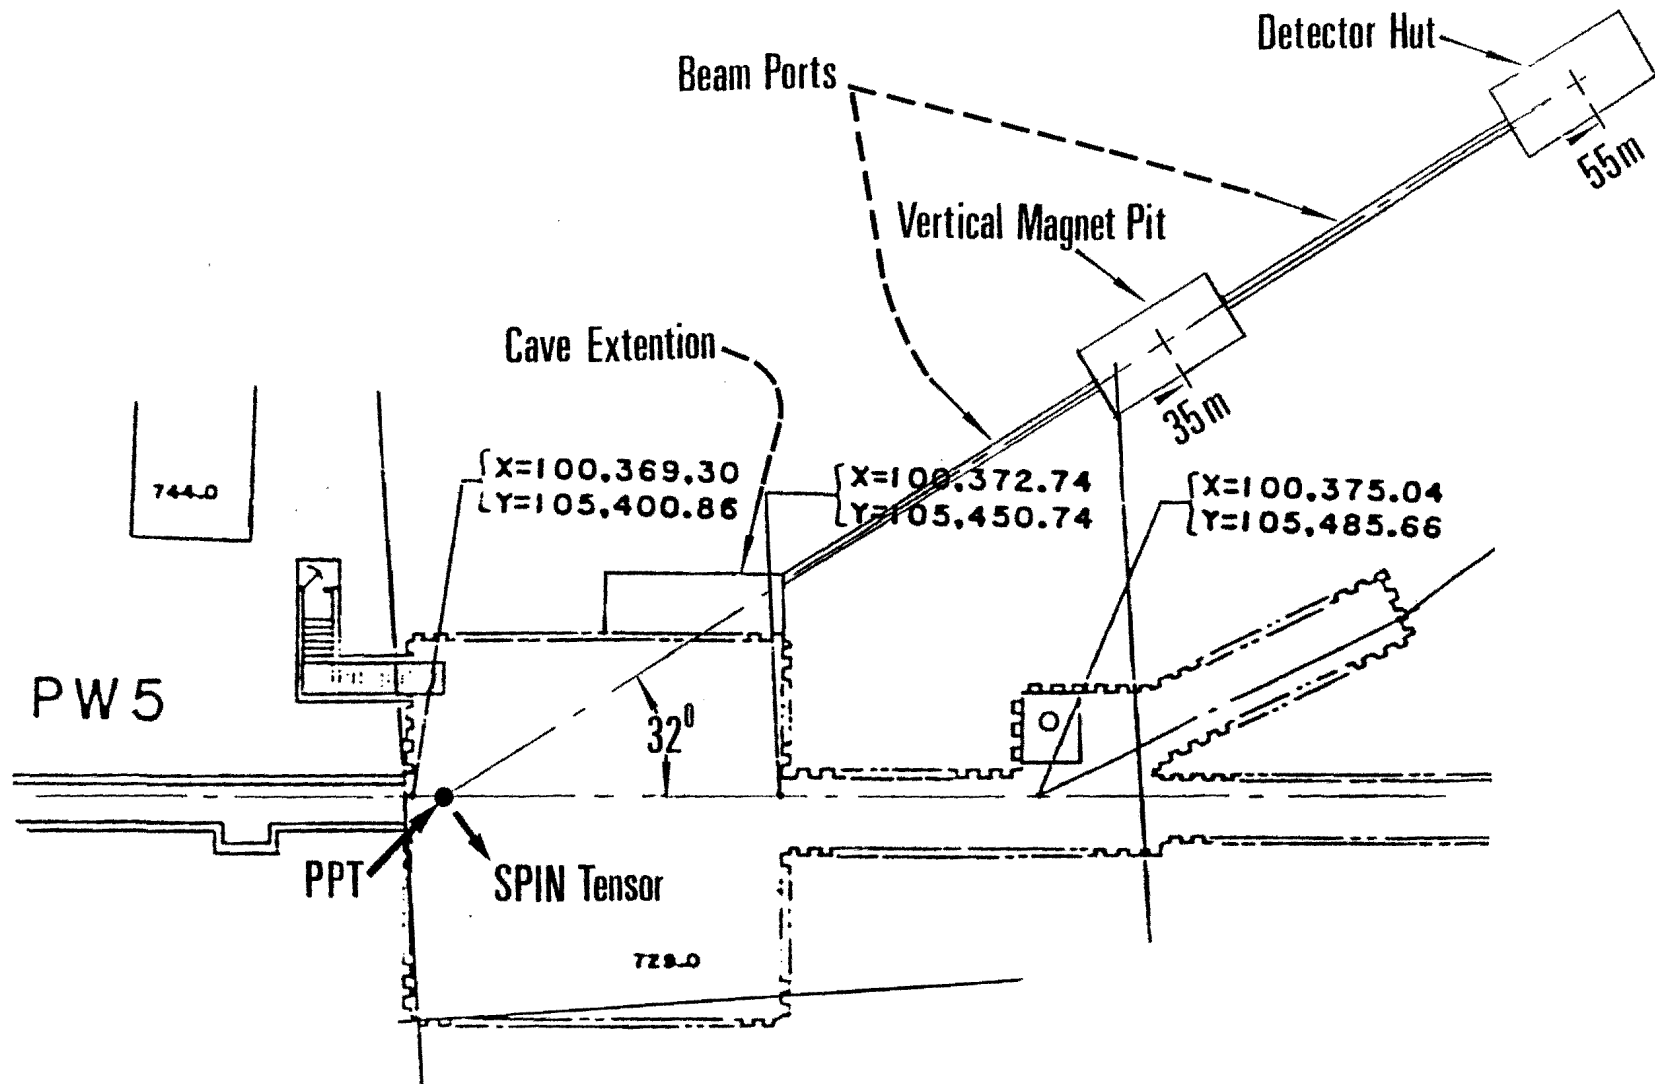 Detector Hut
Beam Ports
55m
Vertical Magnet Pit
Cave Extention
35m
X=100,369.30
Y=105,400.86
X=100,372.74
Y=105,450.74
X=100,375.04
Y=105,485.66
744.0
PW5
32°
PPT
SPIN Tensor
729.0